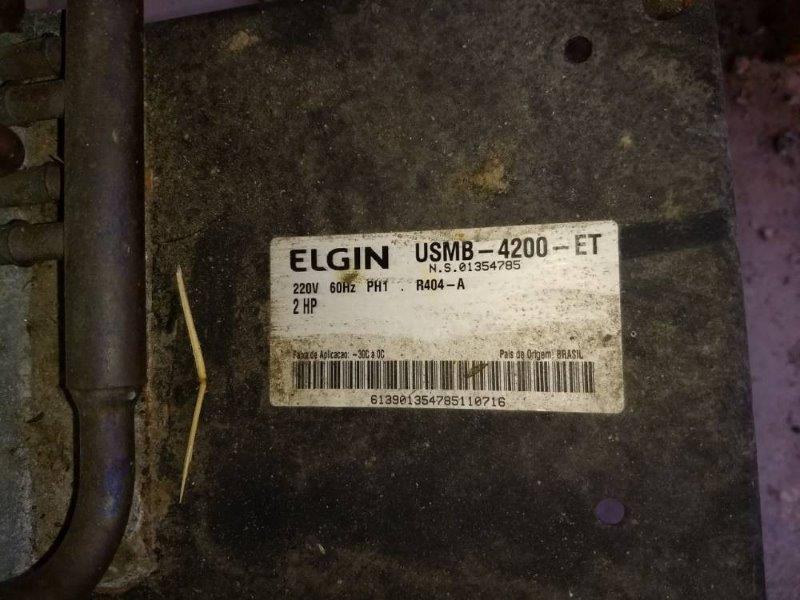 ELGIN USMB-4200-ET
N.S.01354785
220V 60Hz PH1 . R404-A
2 HP
Faixa de Aplicacao: -30C a 0C Pais de Origem: BRASIL
613901354785110716